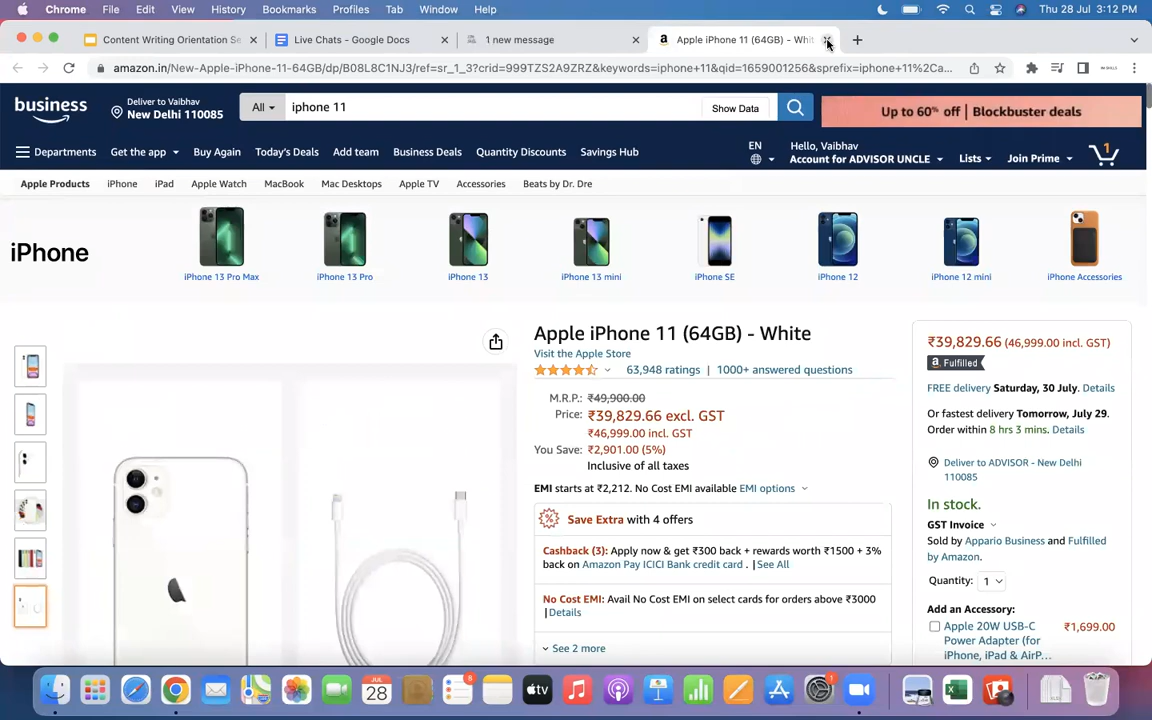 Chrome File Edit View History Bookmarks Profiles Tab Window Help Thu 28 Jul 3:12 PM
Content Writing Orientation Se Live Chats - Google Docs 1 new message Apple iPhone 11 (64GB) - Whit
amazon.in/New-Apple-iPhone-11-64GB/dp/B08L8C1NJ3/ref=sr_1_3?crid=999TZS2A9ZRZ&keywords=iphone+11&qid=1659001256&sprefix=iphone+11%2Ca...
business
Deliver to Vaibhav
New Delhi 110085
All iphone 11 Show Data
Up to 60% off | Blockbuster deals
Departments Get the app Buy Again Today's Deals Add team Business Deals Quantity Discounts Savings Hub
EN
Hello, Vaibhav
Account for ADVISOR UNCLE Lists Join Prime 1
Apple Products iPhone iPad Apple Watch MacBook Mac Desktops Apple TV Accessories Beats by Dr. Dre
iPhone
iPhone 13 Pro Max iPhone 13 Pro iPhone 13 iPhone 13 mini iPhone SE iPhone 12 iPhone 12 mini iPhone Accessories
Apple iPhone 11 (64GB) - White
Visit the Apple Store
63,948 ratings | 1000+ answered questions
M.R.P.: ₹49,900.00
Price: ₹39,829.66 excl. GST
₹46,999.00 incl. GST
You Save: ₹2,901.00 (5%)
Inclusive of all taxes
EMI starts at ₹2,212. No Cost EMI available EMI options
Save Extra with 4 offers
Cashback (3): Apply now & get ₹300 back + rewards worth ₹1500 + 3%
back on Amazon Pay ICICI Bank credit card . | See All
No Cost EMI: Avail No Cost EMI on select cards for orders above ₹3000
| Details
See 2 more
₹39,829.66 (46,999.00 incl. GST)
a Fulfilled
FREE delivery Saturday, 30 July. Details
Or fastest delivery Tomorrow, July 29.
Order within 8 hrs 3 mins. Details
Deliver to ADVISOR - New Delhi
110085
In stock.
GST Invoice
Sold by Appario Business and Fulfilled
by Amazon.
Quantity: 1
Add an Accessory:
Apple 20W USB-C
Power Adapter (for
iPhone, iPad & AirP...
₹1,699.00
JUL
28
tv